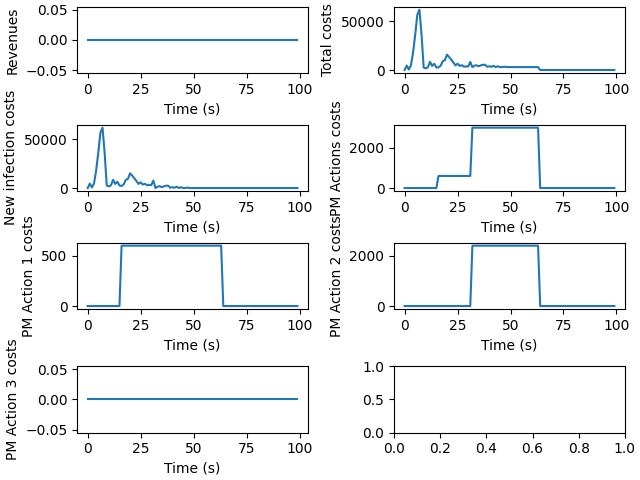 Revenues
0.05
0.00
−0.05
0 25 50 75 100
Time (s)
Total costs
50000
0
0 25 50 75 100
Time (s)
New infection costs
50000
0
0 25 50 75 100
Time (s)
PM Actions costs
2000
0
0 25 50 75 100
Time (s)
PM Action 1 costs
500
0
0 25 50 75 100
Time (s)
PM Action 2 costs
2000
0
0 25 50 75 100
Time (s)
PM Action 3 costs
0.05
0.00
−0.05
0 25 50 75 100
Time (s)
1.0
0.5
0.0
0.0 0.2 0.4 0.6 0.8 1.0